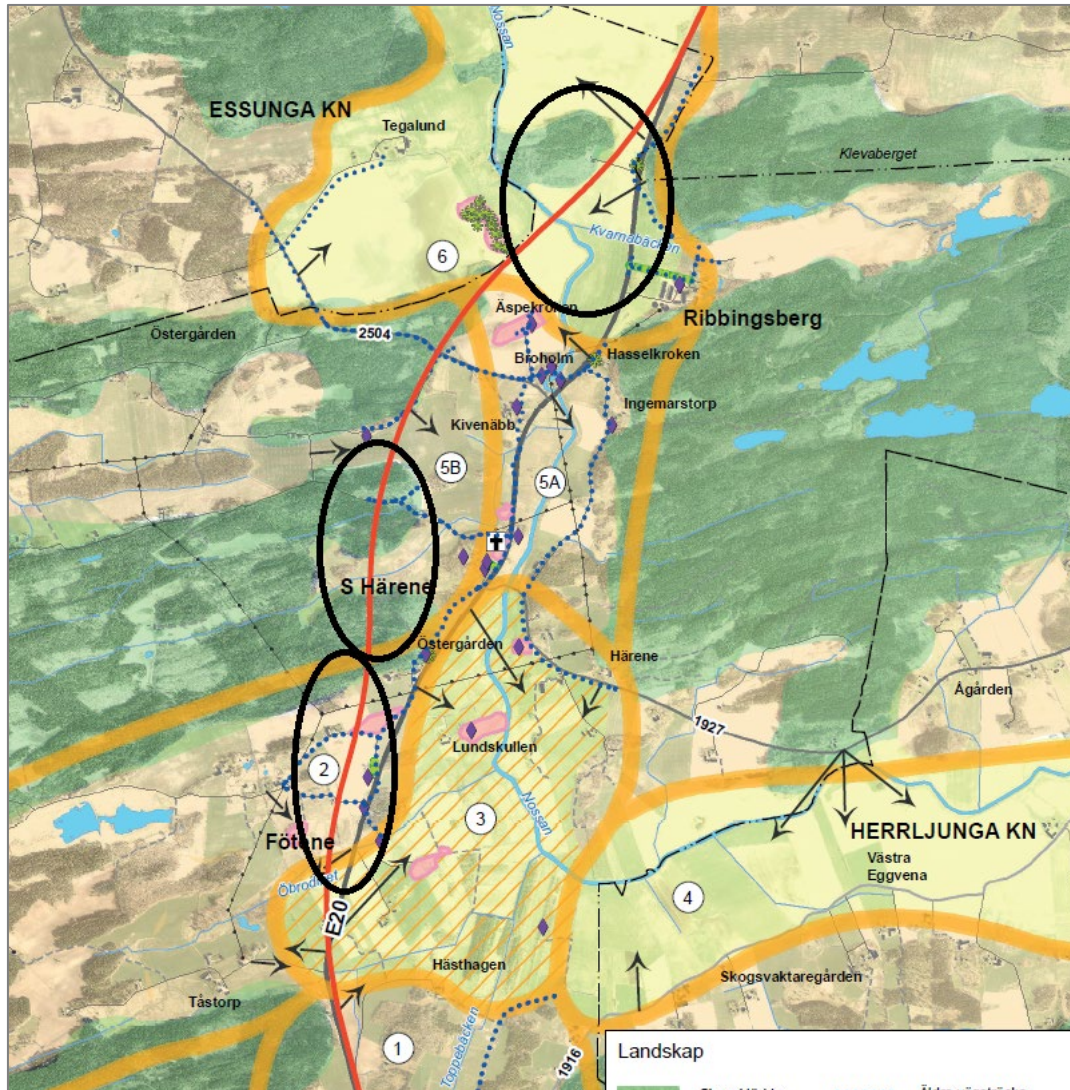 Nossan
ESSUNGA KN
Tegalund
Klevaberget
Kvarnabäcken
6
Äspekroken
Ribbingsberg
Östergården
2504
Broholm
Hasselkroken
Ingemarstorp
Kivenäbb
5B
5A
S Härene
Östergården
Härene
Ågården
1927
Lundskullen
2
3
Nossan
HERRLJUNGA KN
Fötene
Västra
Eggvena
4
E20
Hästhagen
Skogsvaktaregården
Tåstorp
1
Toppebäcken
1916
Landskap